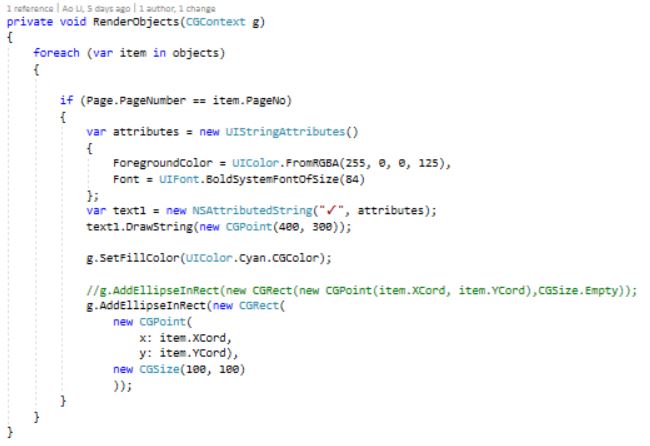 1 reference | Ao Li, 5 days ago | 1 author, 1 change
private void RenderObjects(CGContext g)
{
    foreach (var item in objects)
    {

        if (Page.PageNumber == item.PageNo)
        {
            var attributes = new UIStringAttributes()
            {
                ForegroundColor = UIColor.FromRGBA(255, 0, 0, 125),
                Font = UIFont.BoldSystemFontOfSize(84)
            };
            var text1 = new NSAttributedString("✓", attributes);
            text1.DrawString(new CGPoint(400, 300));

            g.SetFillColor(UIColor.Cyan.CGColor);

            //g.AddEllipseInRect(new CGRect(new CGPoint(item.XCord, item.YCord),CGSize.Empty));
            g.AddEllipseInRect(new CGRect(
                new CGPoint(
                    x: item.XCord,
                    y: item.YCord),
                new CGSize(100, 100)
                ));
        }
    }
}